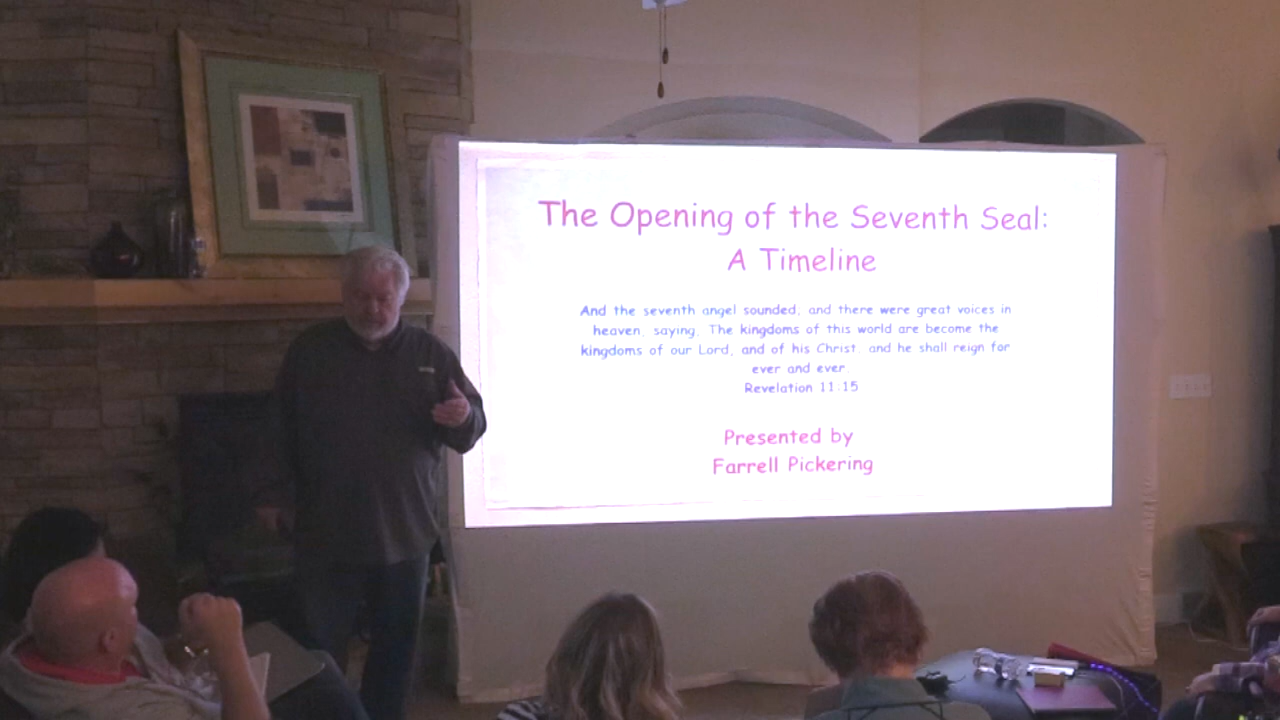 The Opening of the Seventh Seal:
A Timeline
And the seventh angel sounded; and there were great voices in
heaven, saying, The kingdoms of this world are become the
kingdoms of our Lord, and of his Christ; and he shall reign for
ever and ever.
Revelation 11:15
Presented by
Farrell Pickering